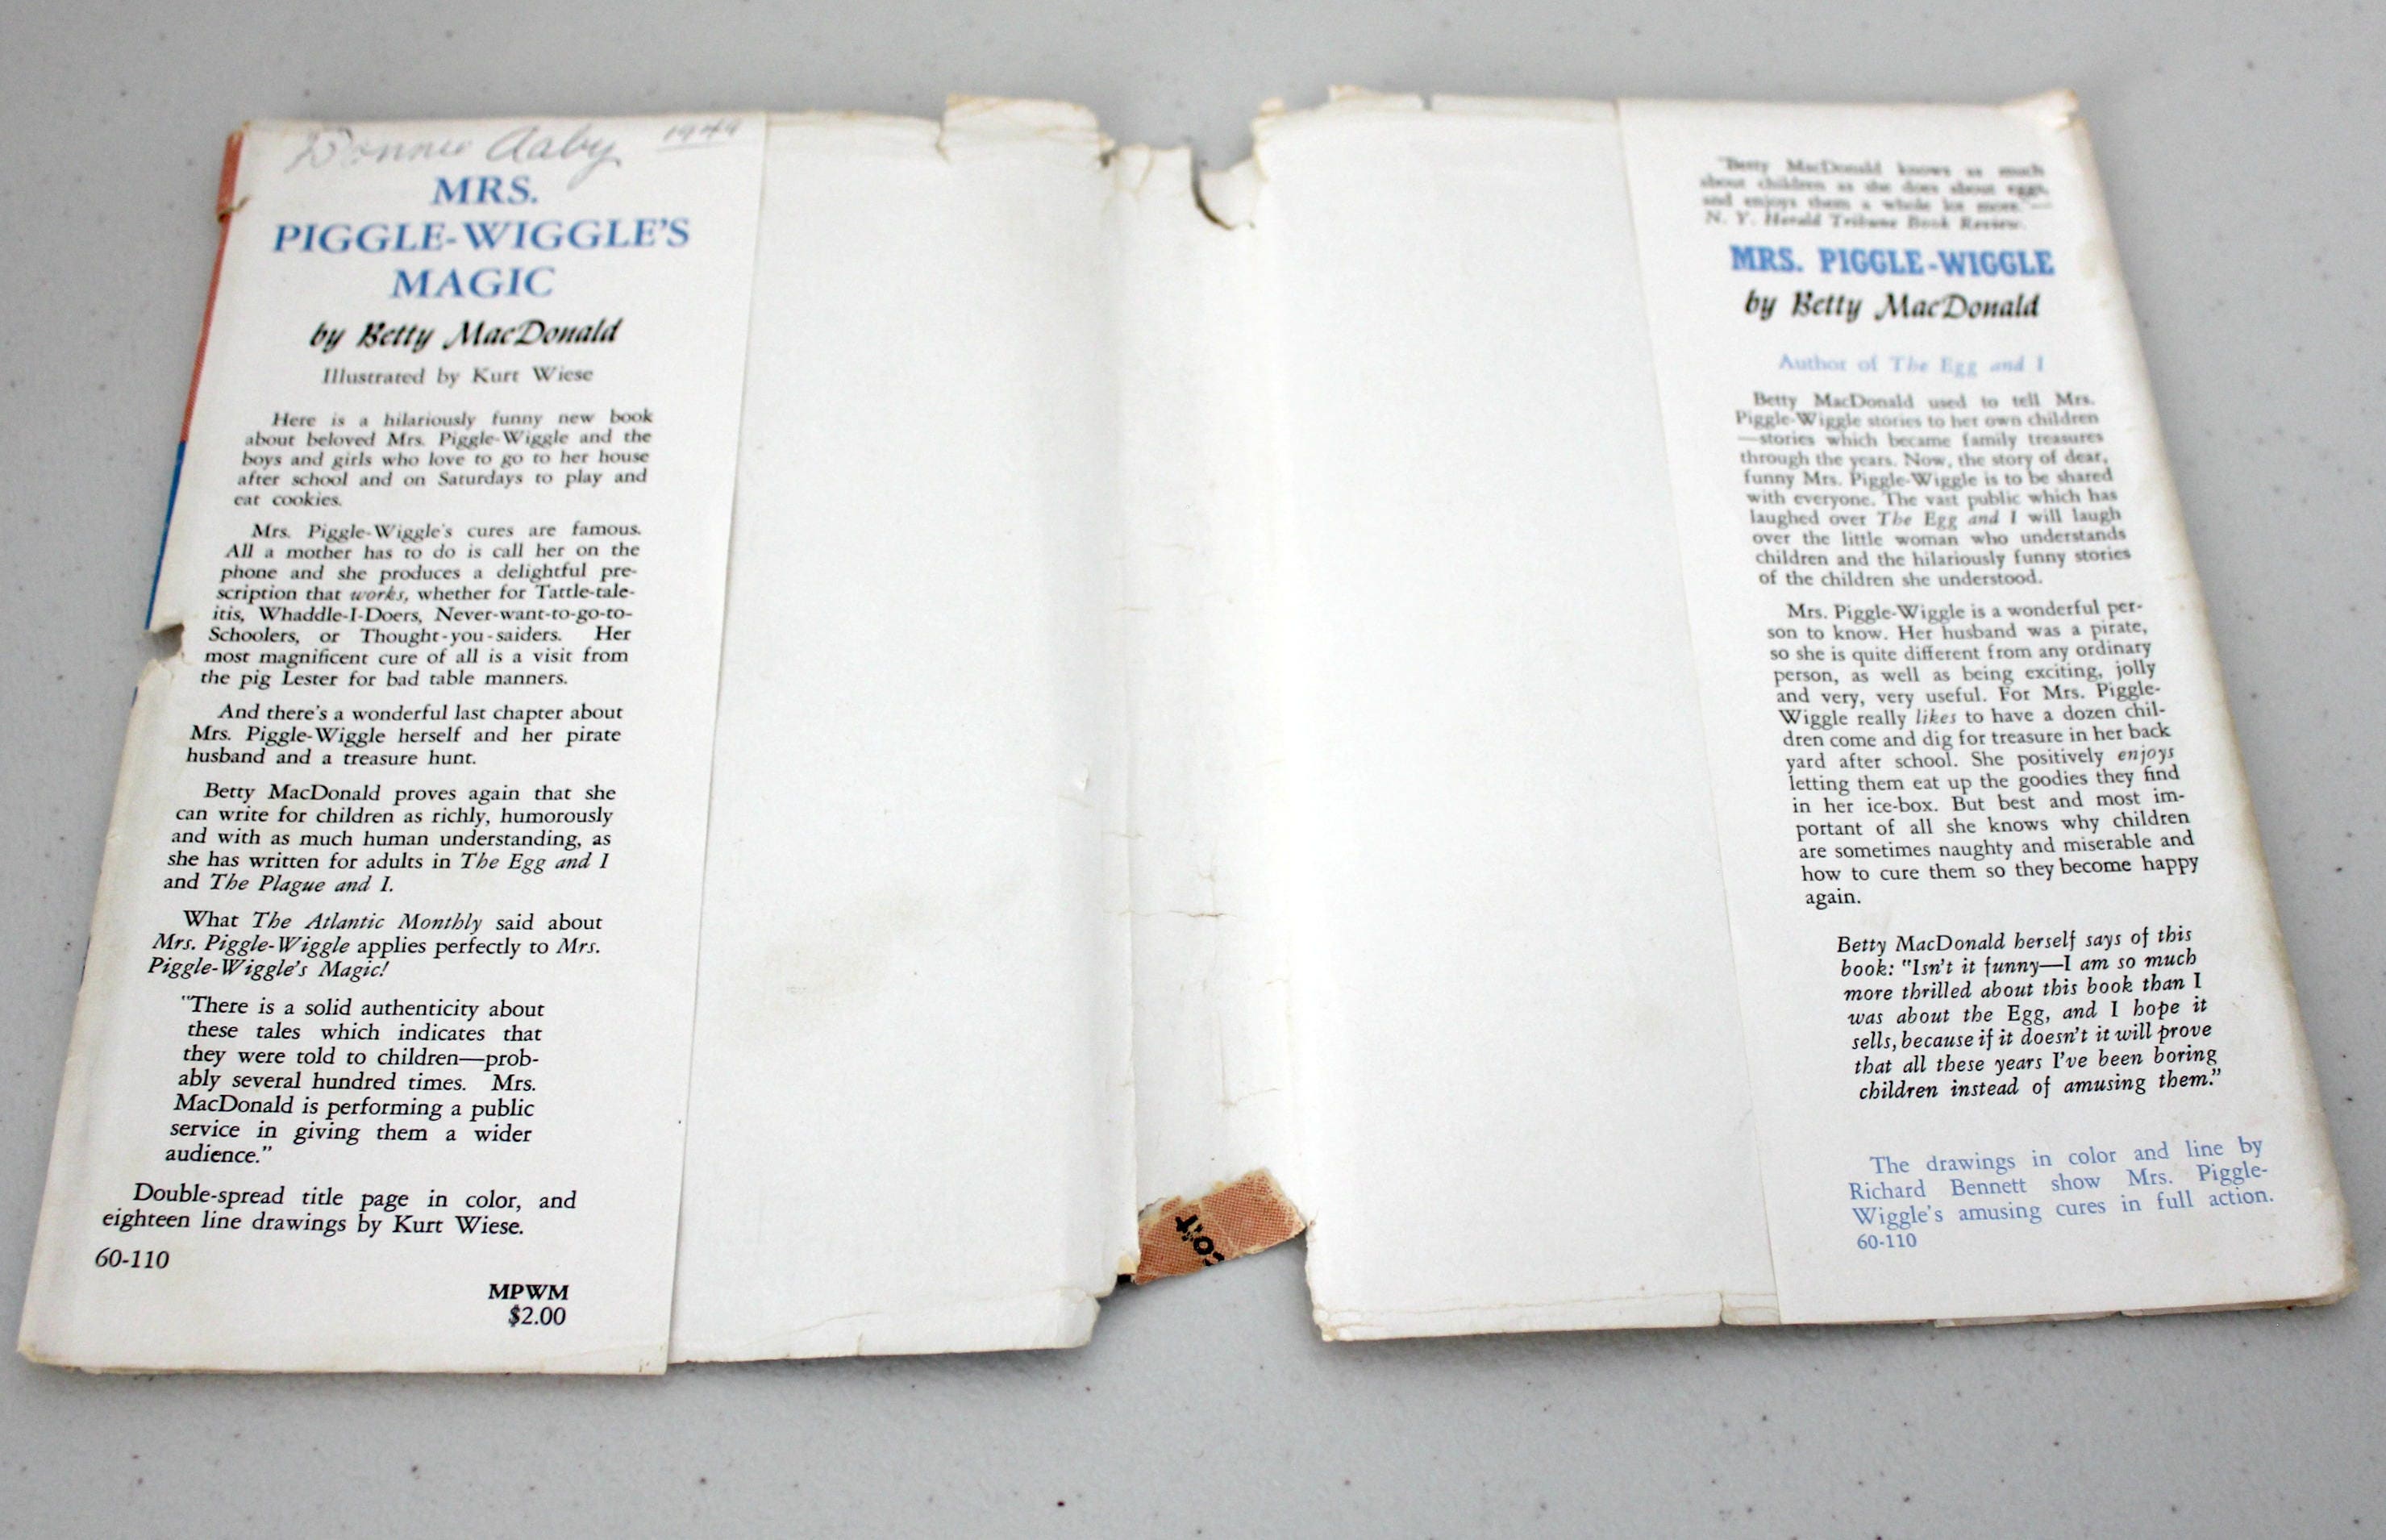 Donnie Aaby 1949
MRS.
PIGGLE-WIGGLE'S
MAGIC
by Betty MacDonald
Illustrated by Kurt Wiese
Here is a hilariously funny new book
about beloved Mrs. Piggle-Wiggle and the
boys and girls who love to go to her house
after school and on Saturdays to play and
eat cookies.
Mrs. Piggle-Wiggle's cures are famous.
All a mother has to do is call her on the
phone and she produces a delightful pre-
scription that works, whether for Tattle-tale-
itis, Whaddle-I-Doers, Never-want-to-go-to-
Schoolers, or Thought-you-saiders. Her
most magnificent cure of all is a visit from
the pig Lester for bad table manners.
And there's a wonderful last chapter about
Mrs. Piggle-Wiggle herself and her pirate
husband and a treasure hunt.
Betty MacDonald proves again that she
can write for children as richly, humorously
and with as much human understanding, as
she has written for adults in The Egg and I
and The Plague and I.
What The Atlantic Monthly said about
Mrs. Piggle-Wiggle applies perfectly to Mrs.
Piggle-Wiggle's Magic!
"There is a solid authenticity about
these tales which indicates that
they were told to children—prob-
ably several hundred times. Mrs.
MacDonald is performing a public
service in giving them a wider
audience."
Double-spread title page in color, and
eighteen line drawings by Kurt Wiese.
60-110
MPWM
$2.00
"Betty MacDonald knows as much
about children as she does about eggs,
and enjoys them a whole lot more."—
N. Y. Herald Tribune Book Review.
MRS. PIGGLE-WIGGLE
by Betty MacDonald
Author of The Egg and I
Betty MacDonald used to tell Mrs.
Piggle-Wiggle stories to her own children
—stories which became family treasures
through the years. Now, the story of dear,
funny Mrs. Piggle-Wiggle is to be shared
with everyone. The vast public which has
laughed over The Egg and I will laugh
over the little woman who understands
children and the hilariously funny stories
of the children she understood.
Mrs. Piggle-Wiggle is a wonderful per-
son to know. Her husband was a pirate,
so she is quite different from any ordinary
person, as well as being exciting, jolly
and very, very useful. For Mrs. Piggle-
Wiggle really likes to have a dozen chil-
dren come and dig for treasure in her back
yard after school. She positively enjoys
letting them eat up the goodies they find
in her ice-box. But best and most im-
portant of all she knows why children
are sometimes naughty and miserable and
how to cure them so they become happy
again.
Betty MacDonald herself says of this
book: "Isn't it funny—I am so much
more thrilled about this book than I
was about the Egg, and I hope it
sells, because if it doesn't it will prove
that all these years I've been boring
children instead of amusing them."
The drawings in color and line by
Richard Bennett show Mrs. Piggle-
Wiggle's amusing cures in full action.
60-110